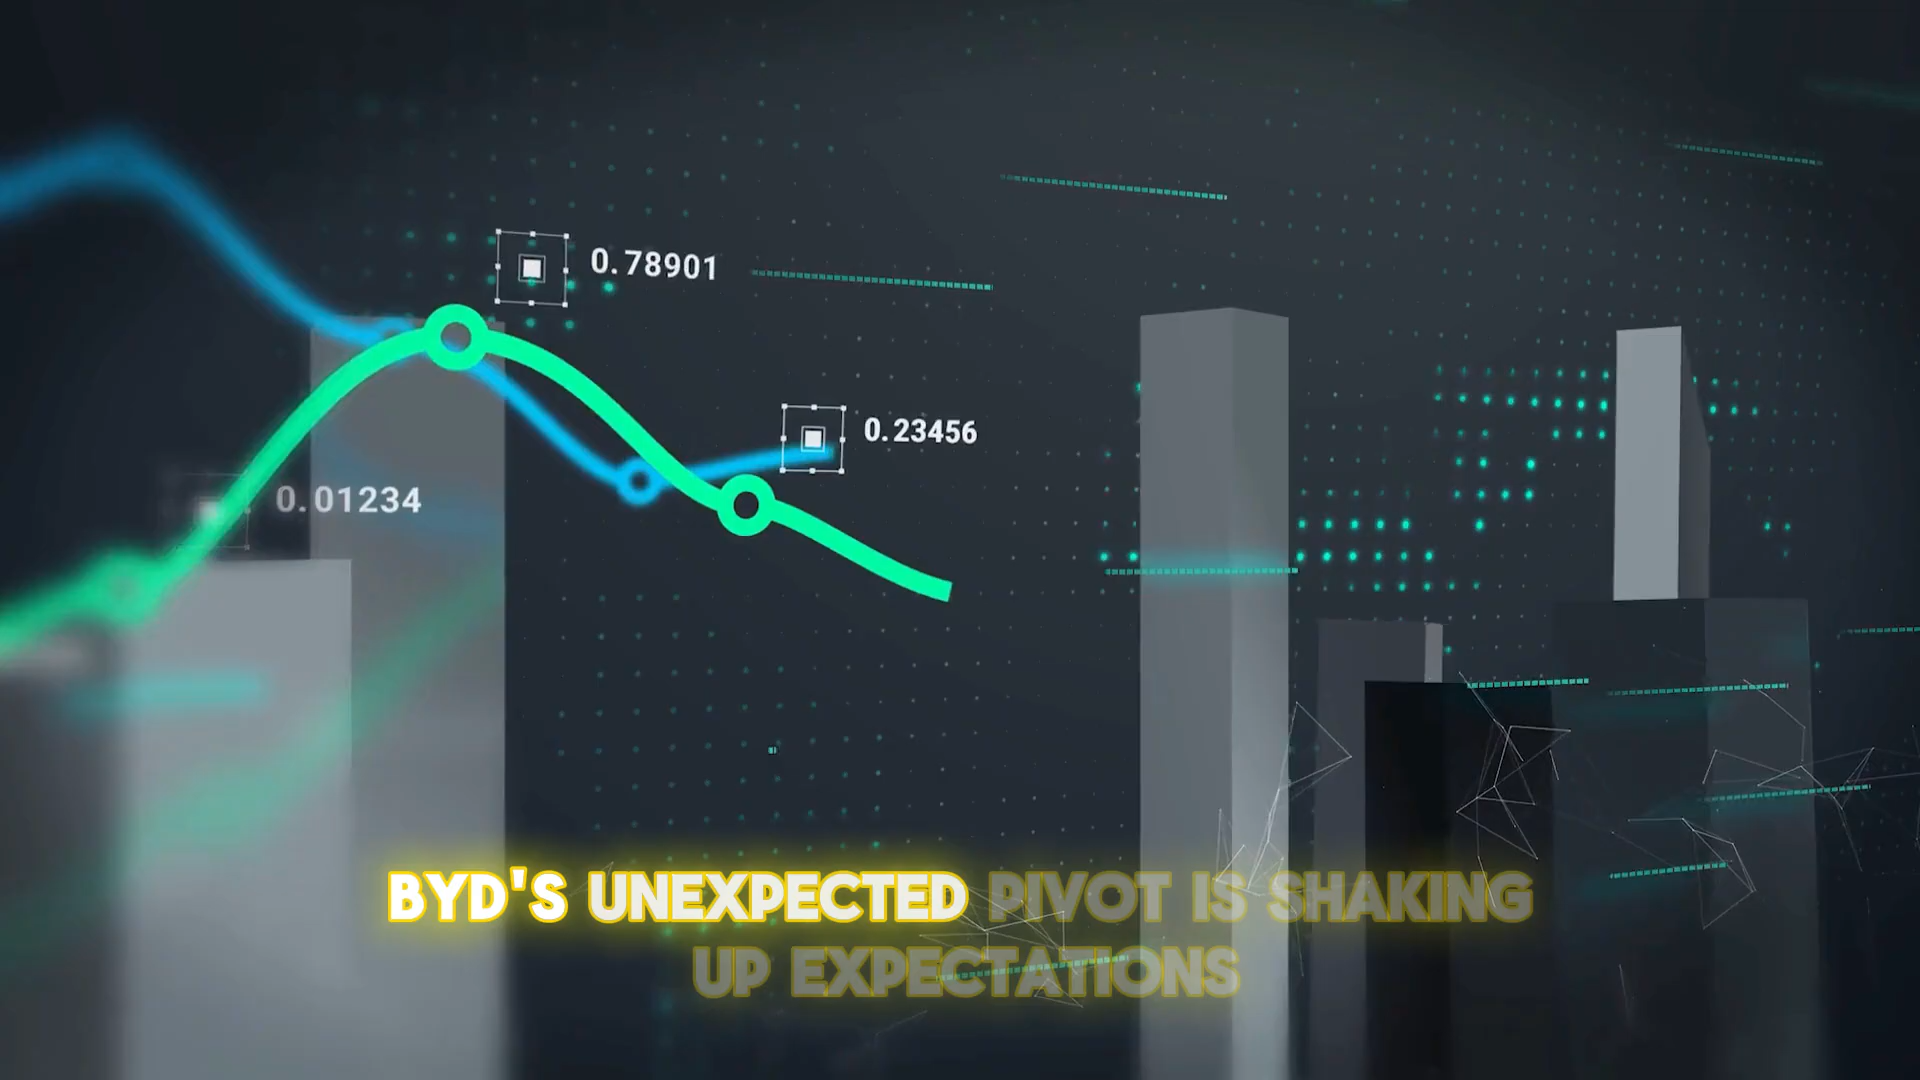 0.78901
0.23456
0.01234
BYD'S UNEXPECTED PIVOT IS SHAKING
UP EXPECTATIONS